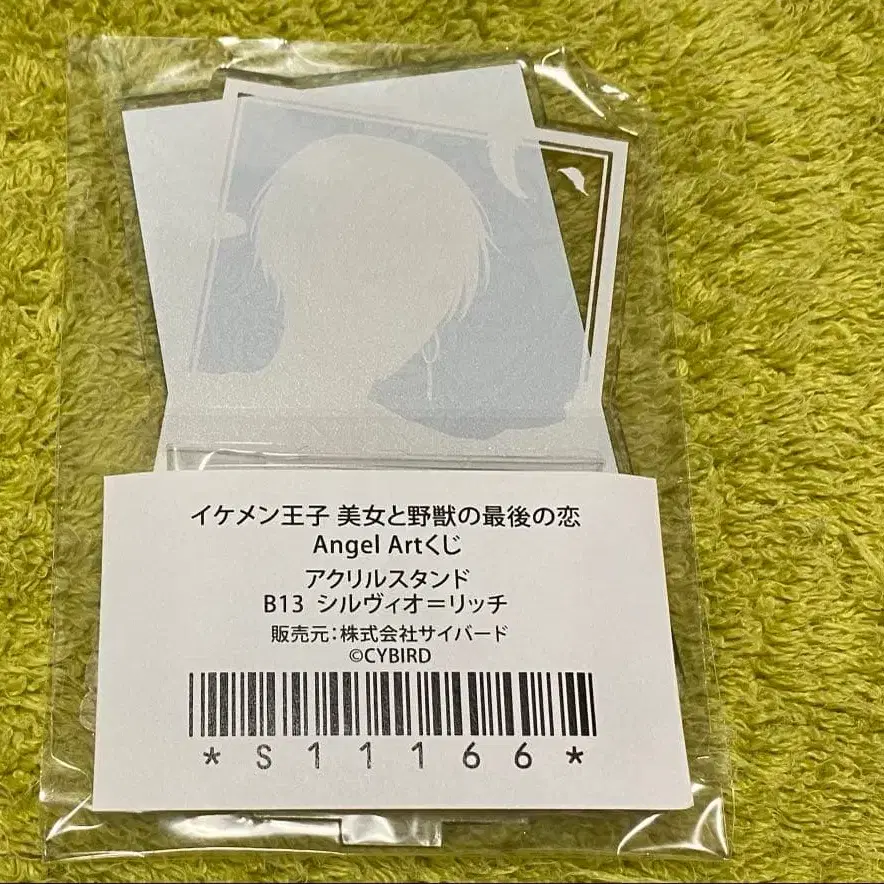 イケメン王子 美女と野獣の最後の恋
Angel Artくじ
アクリルスタンド
B13 シルヴィオ＝リッチ
販売元：株式会社サイバード
©CYBIRD
*S11166*